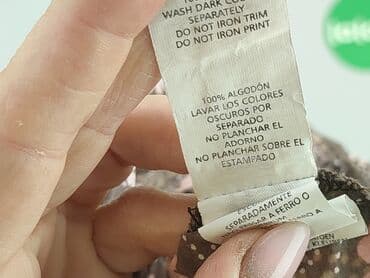 WASH DARK CO
SEPARATELY
DO NOT IRON TRIM
DO NOT IRON PRINT
100% ALGODÓN
LAVAR LOS COLORES
OSCUROS POR
SEPARADO
NO PLANCHAR EL
ADORNO
NO PLANCHAR SOBRE EL
ESTAMPADO
SEPARADAMENTE
A FERRO O